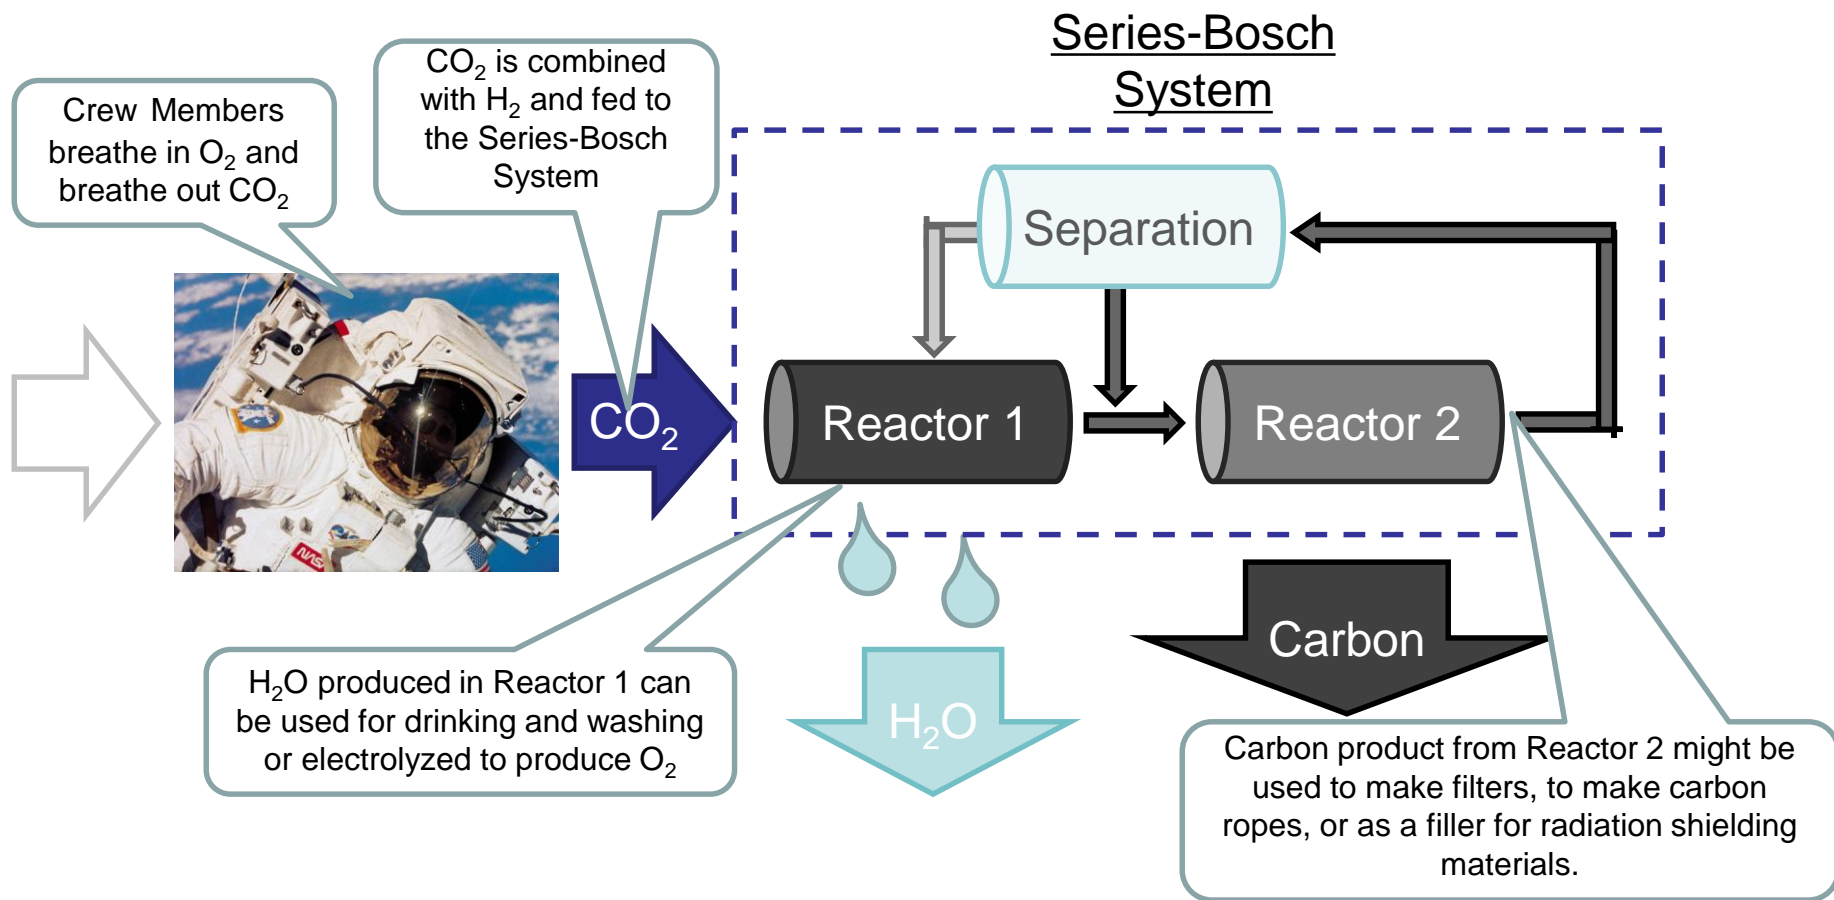 Series-Bosch
System
Crew Members
breathe in O₂ and
breathe out CO₂
CO₂ is combined
with H₂ and fed to
the Series-Bosch
System
Separation
CO₂
Reactor 1
Reactor 2
NASA
H₂O produced in Reactor 1 can
be used for drinking and washing
or electrolyzed to produce O₂
H₂O
Carbon
Carbon product from Reactor 2 might be
used to make filters, to make carbon
ropes, or as a filler for radiation shielding
materials.